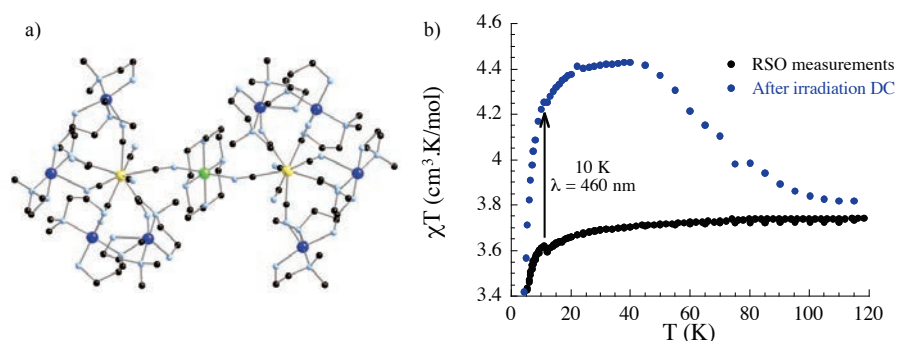 a)
b)
4.6
4.4
4.2
4
3.8
3.6
3.4
χT (cm³.K/mol)
RSO measurements
After irradiation DC
10 K
λ = 460 nm
0 20 40 60 80 100 120
T (K)